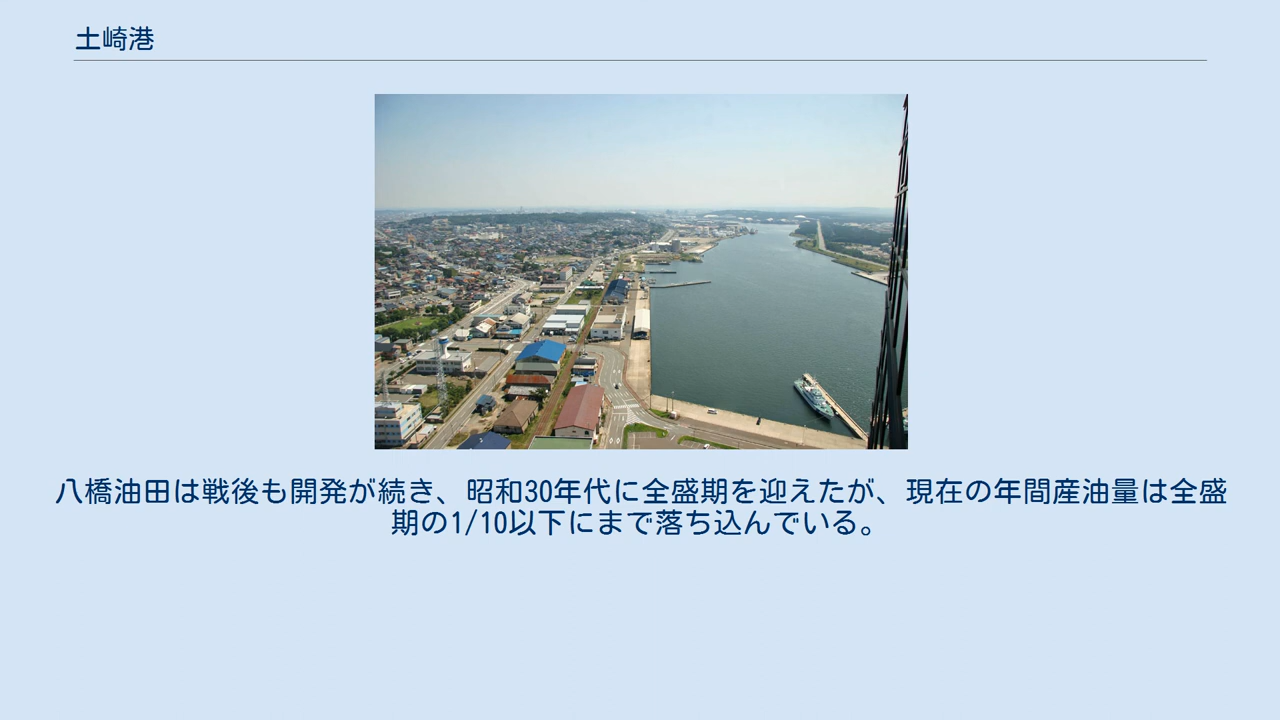 土崎港
八橋油田は戦後も開発が続き、昭和30年代に全盛期を迎えたが、現在の年間産油量は全盛
期の1/10以下にまで落ち込んでいる。